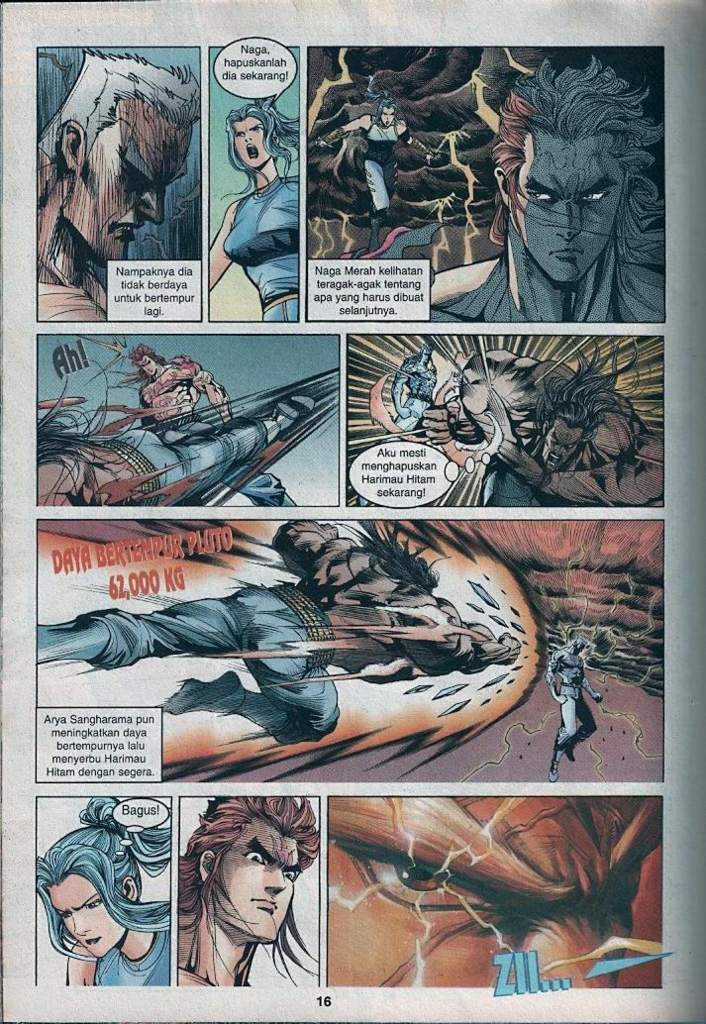 Nampaknya dia
tidak berdaya
untuk bertempur
lagi.
Naga,
hapuskanlah
dia sekarang!
Naga Merah kelihatan
teragak-agak tentang
apa yang harus dibuat
selanjutnya.
Ah!
Aku mesti
menghapuskan
Harimau Hitam
sekarang!
DAYA BERTEMPUR PLUTO
62,000 KG
Arya Sangharama pun
meningkatkan daya
bertempurnya lalu
menyerbu Harimau
Hitam dengan segera.
Bagus!
ZII...
16